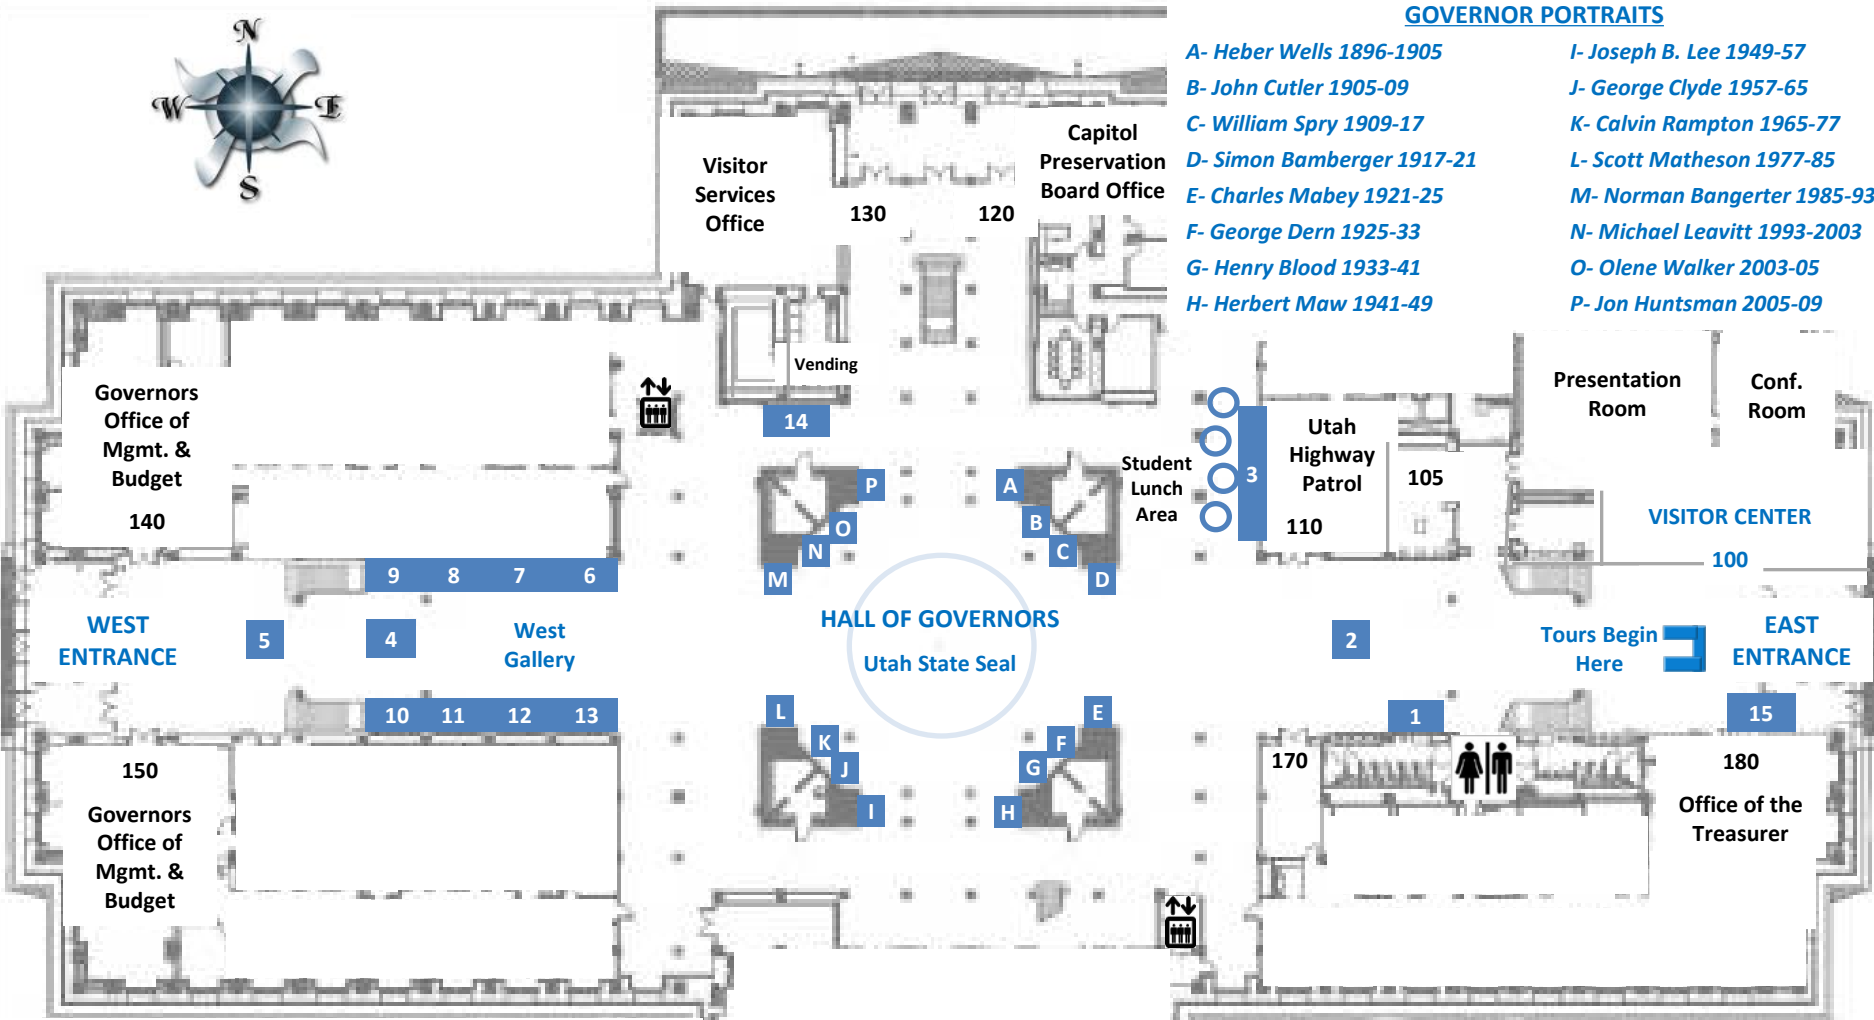 GOVERNOR PORTRAITS
A- Heber Wells 1896-1905
B- John Cutler 1905-09
C- William Spry 1909-17
D- Simon Bamberger 1917-21
E- Charles Mabey 1921-25
F- George Dern 1925-33
G- Henry Blood 1933-41
H- Herbert Maw 1941-49
I- Joseph B. Lee 1949-57
J- George Clyde 1957-65
K- Calvin Rampton 1965-77
L- Scott Matheson 1977-85
M- Norman Bangerter 1985-93
N- Michael Leavitt 1993-2003
O- Olene Walker 2003-05
P- Jon Huntsman 2005-09
N
W
E
S
Visitor
Services
Office
130
120
Capitol
Preservation
Board Office
Vending
14
Governors
Office of
Mgmt. &
Budget
140
P
O
N
M
A
B
C
D
Student
Lunch
Area
3
Utah
Highway
Patrol
110
105
Presentation
Room
Conf.
Room
VISITOR CENTER
100
9
8
7
6
WEST
ENTRANCE
5
4
West
Gallery
HALL OF GOVERNORS
Utah State Seal
2
Tours Begin
Here
EAST
ENTRANCE
10
11
12
13
L
K
J
I
E
F
G
H
1
15
150
Governors
Office of
Mgmt. &
Budget
170
180
Office of the
Treasurer